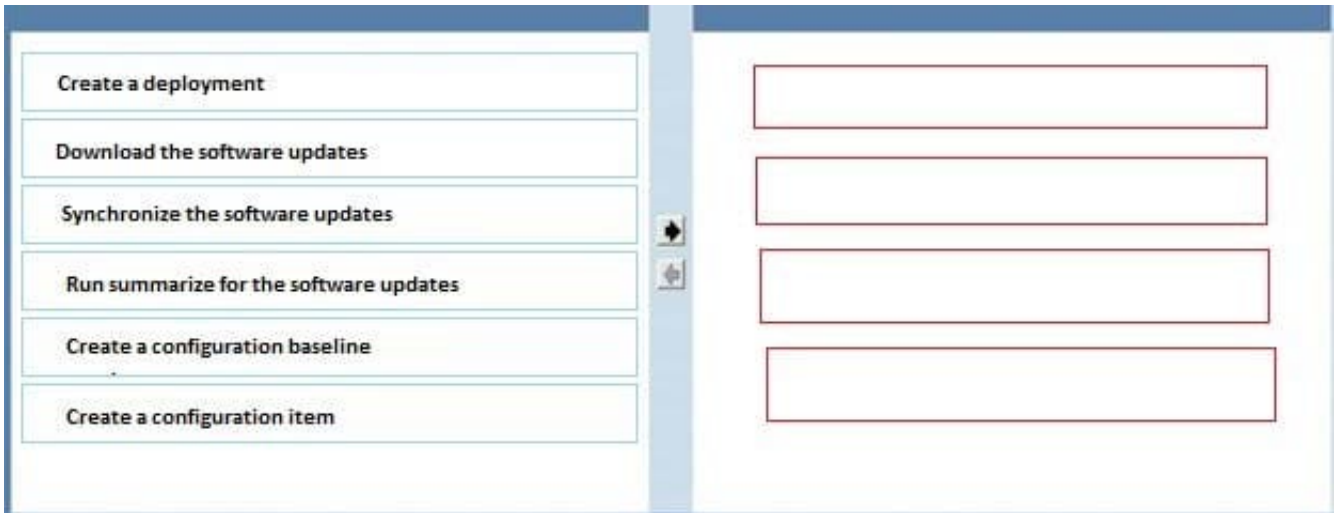 Create a deployment
Download the software updates
Synchronize the software updates
Run summarize for the software updates
Create a configuration baseline
Create a configuration item